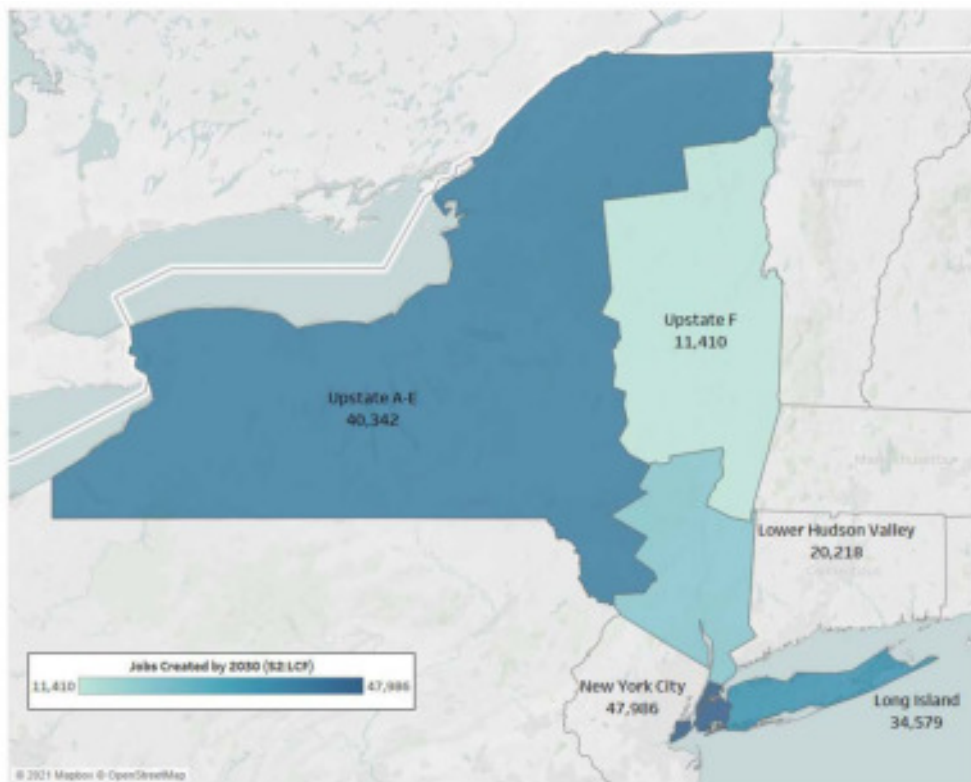 Upstate F
11,410
Upstate A-E
40,342
Lower Hudson Valley
20,218
Jobs Created by 2030 (S2:LCF)
11,410
47,986
New York City
47,986
Long Island
34,579
© 2021 Mapbox © OpenStreetMap